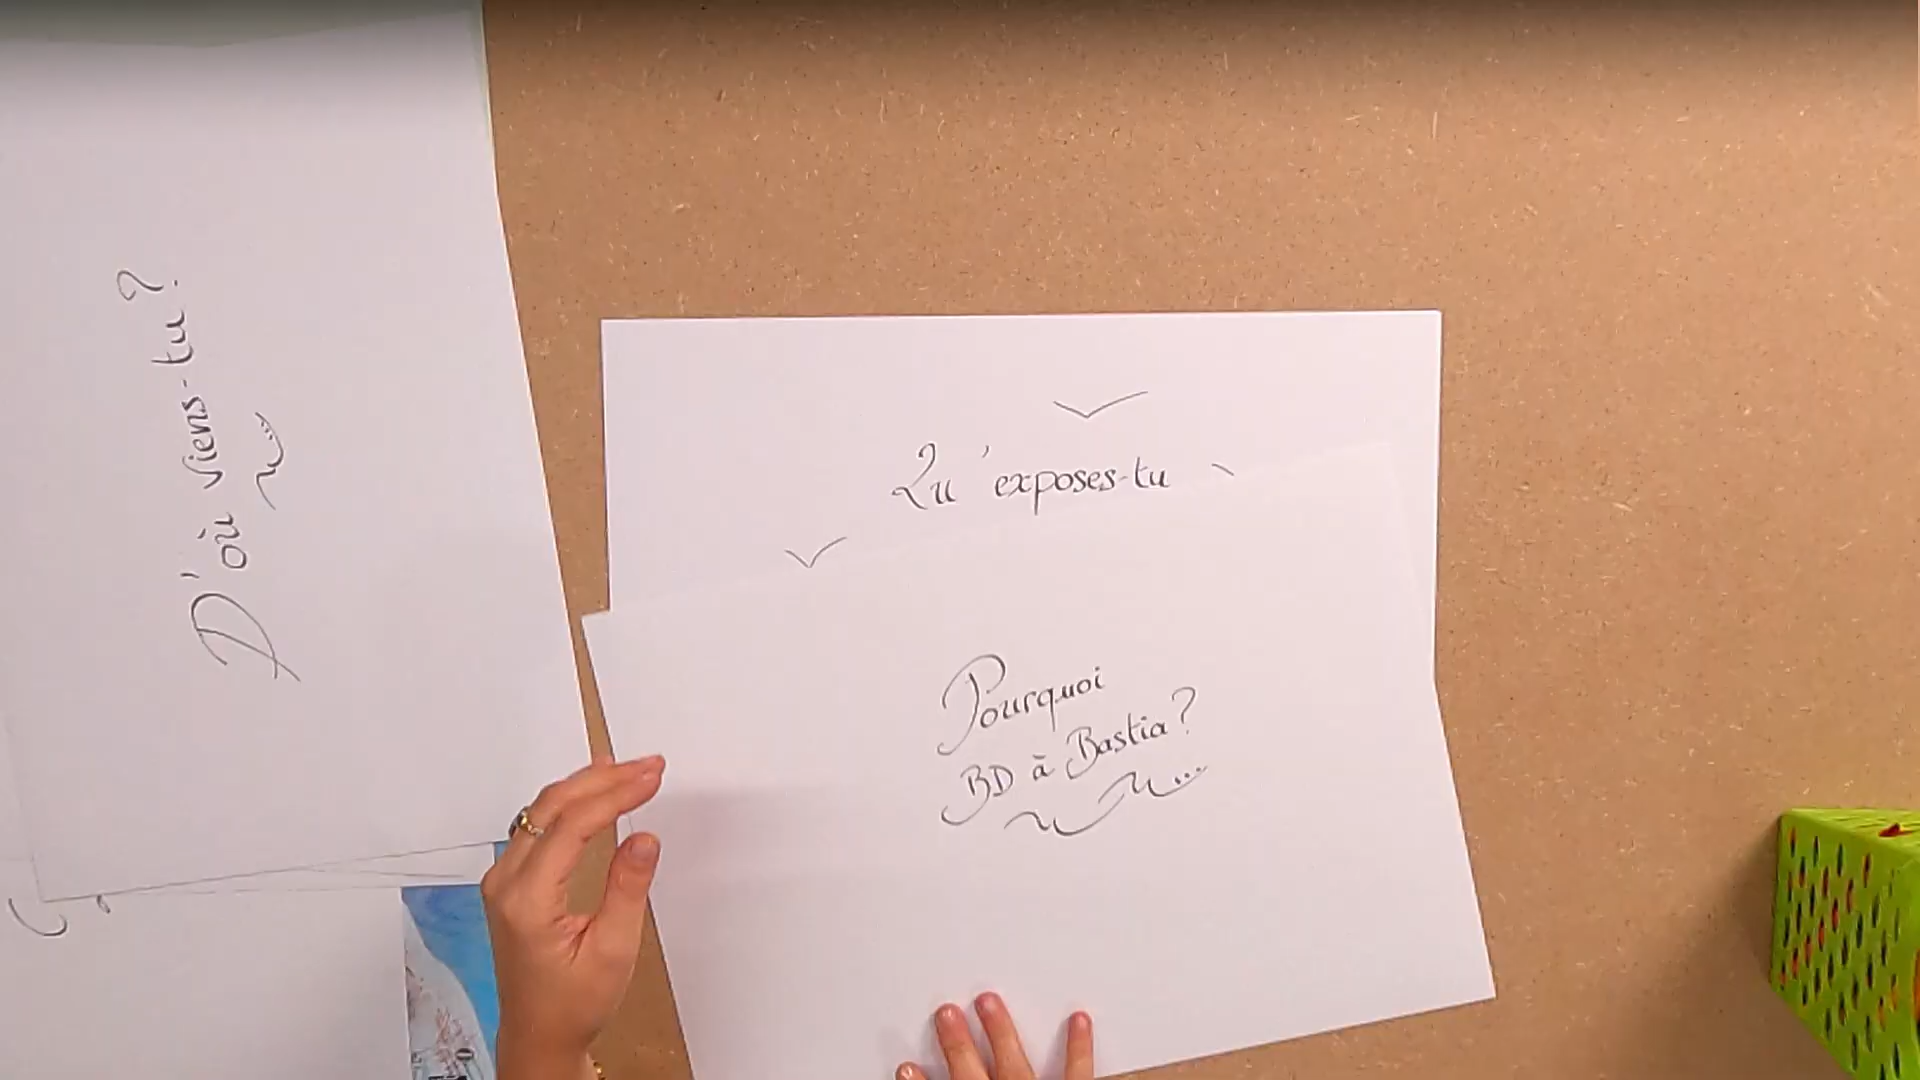 D'où viens-tu?
Qu'exposes-tu
Pourquoi
BD à Bastia?
...